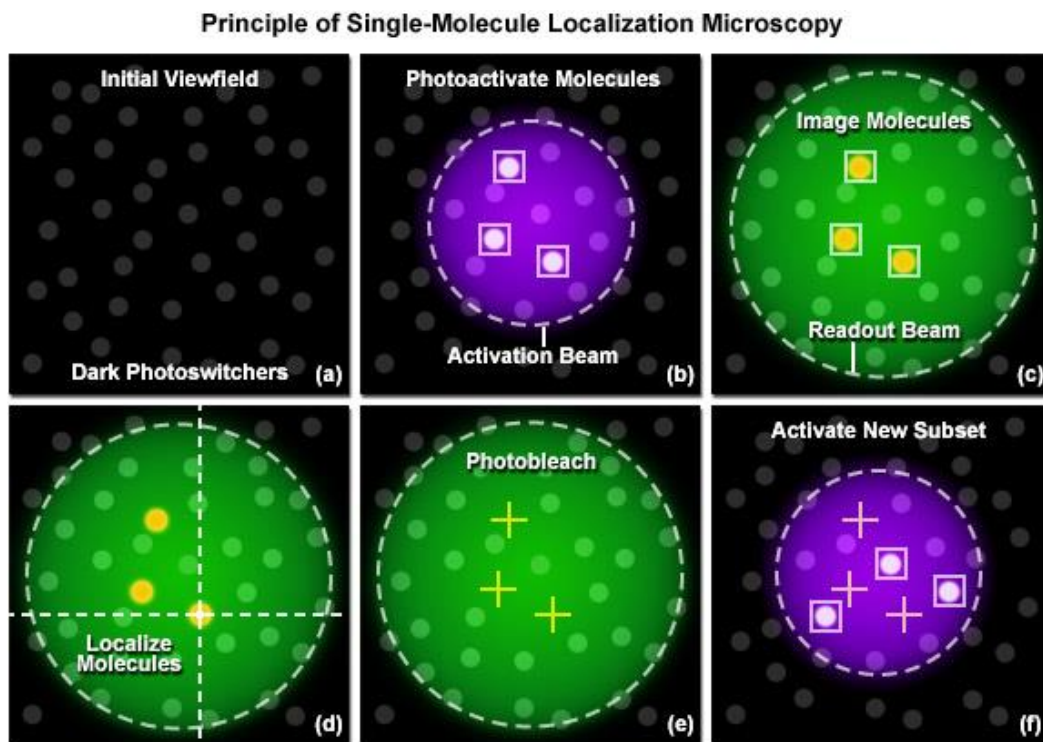 Principle of Single-Molecule Localization Microscopy
Initial Viewfield
Dark Photoswitchers
(a)
Photoactivate Molecules
Activation Beam
(b)
Image Molecules
Readout Beam
(c)
Localize
Molecules
(d)
Photobleach
(e)
Activate New Subset
(f)